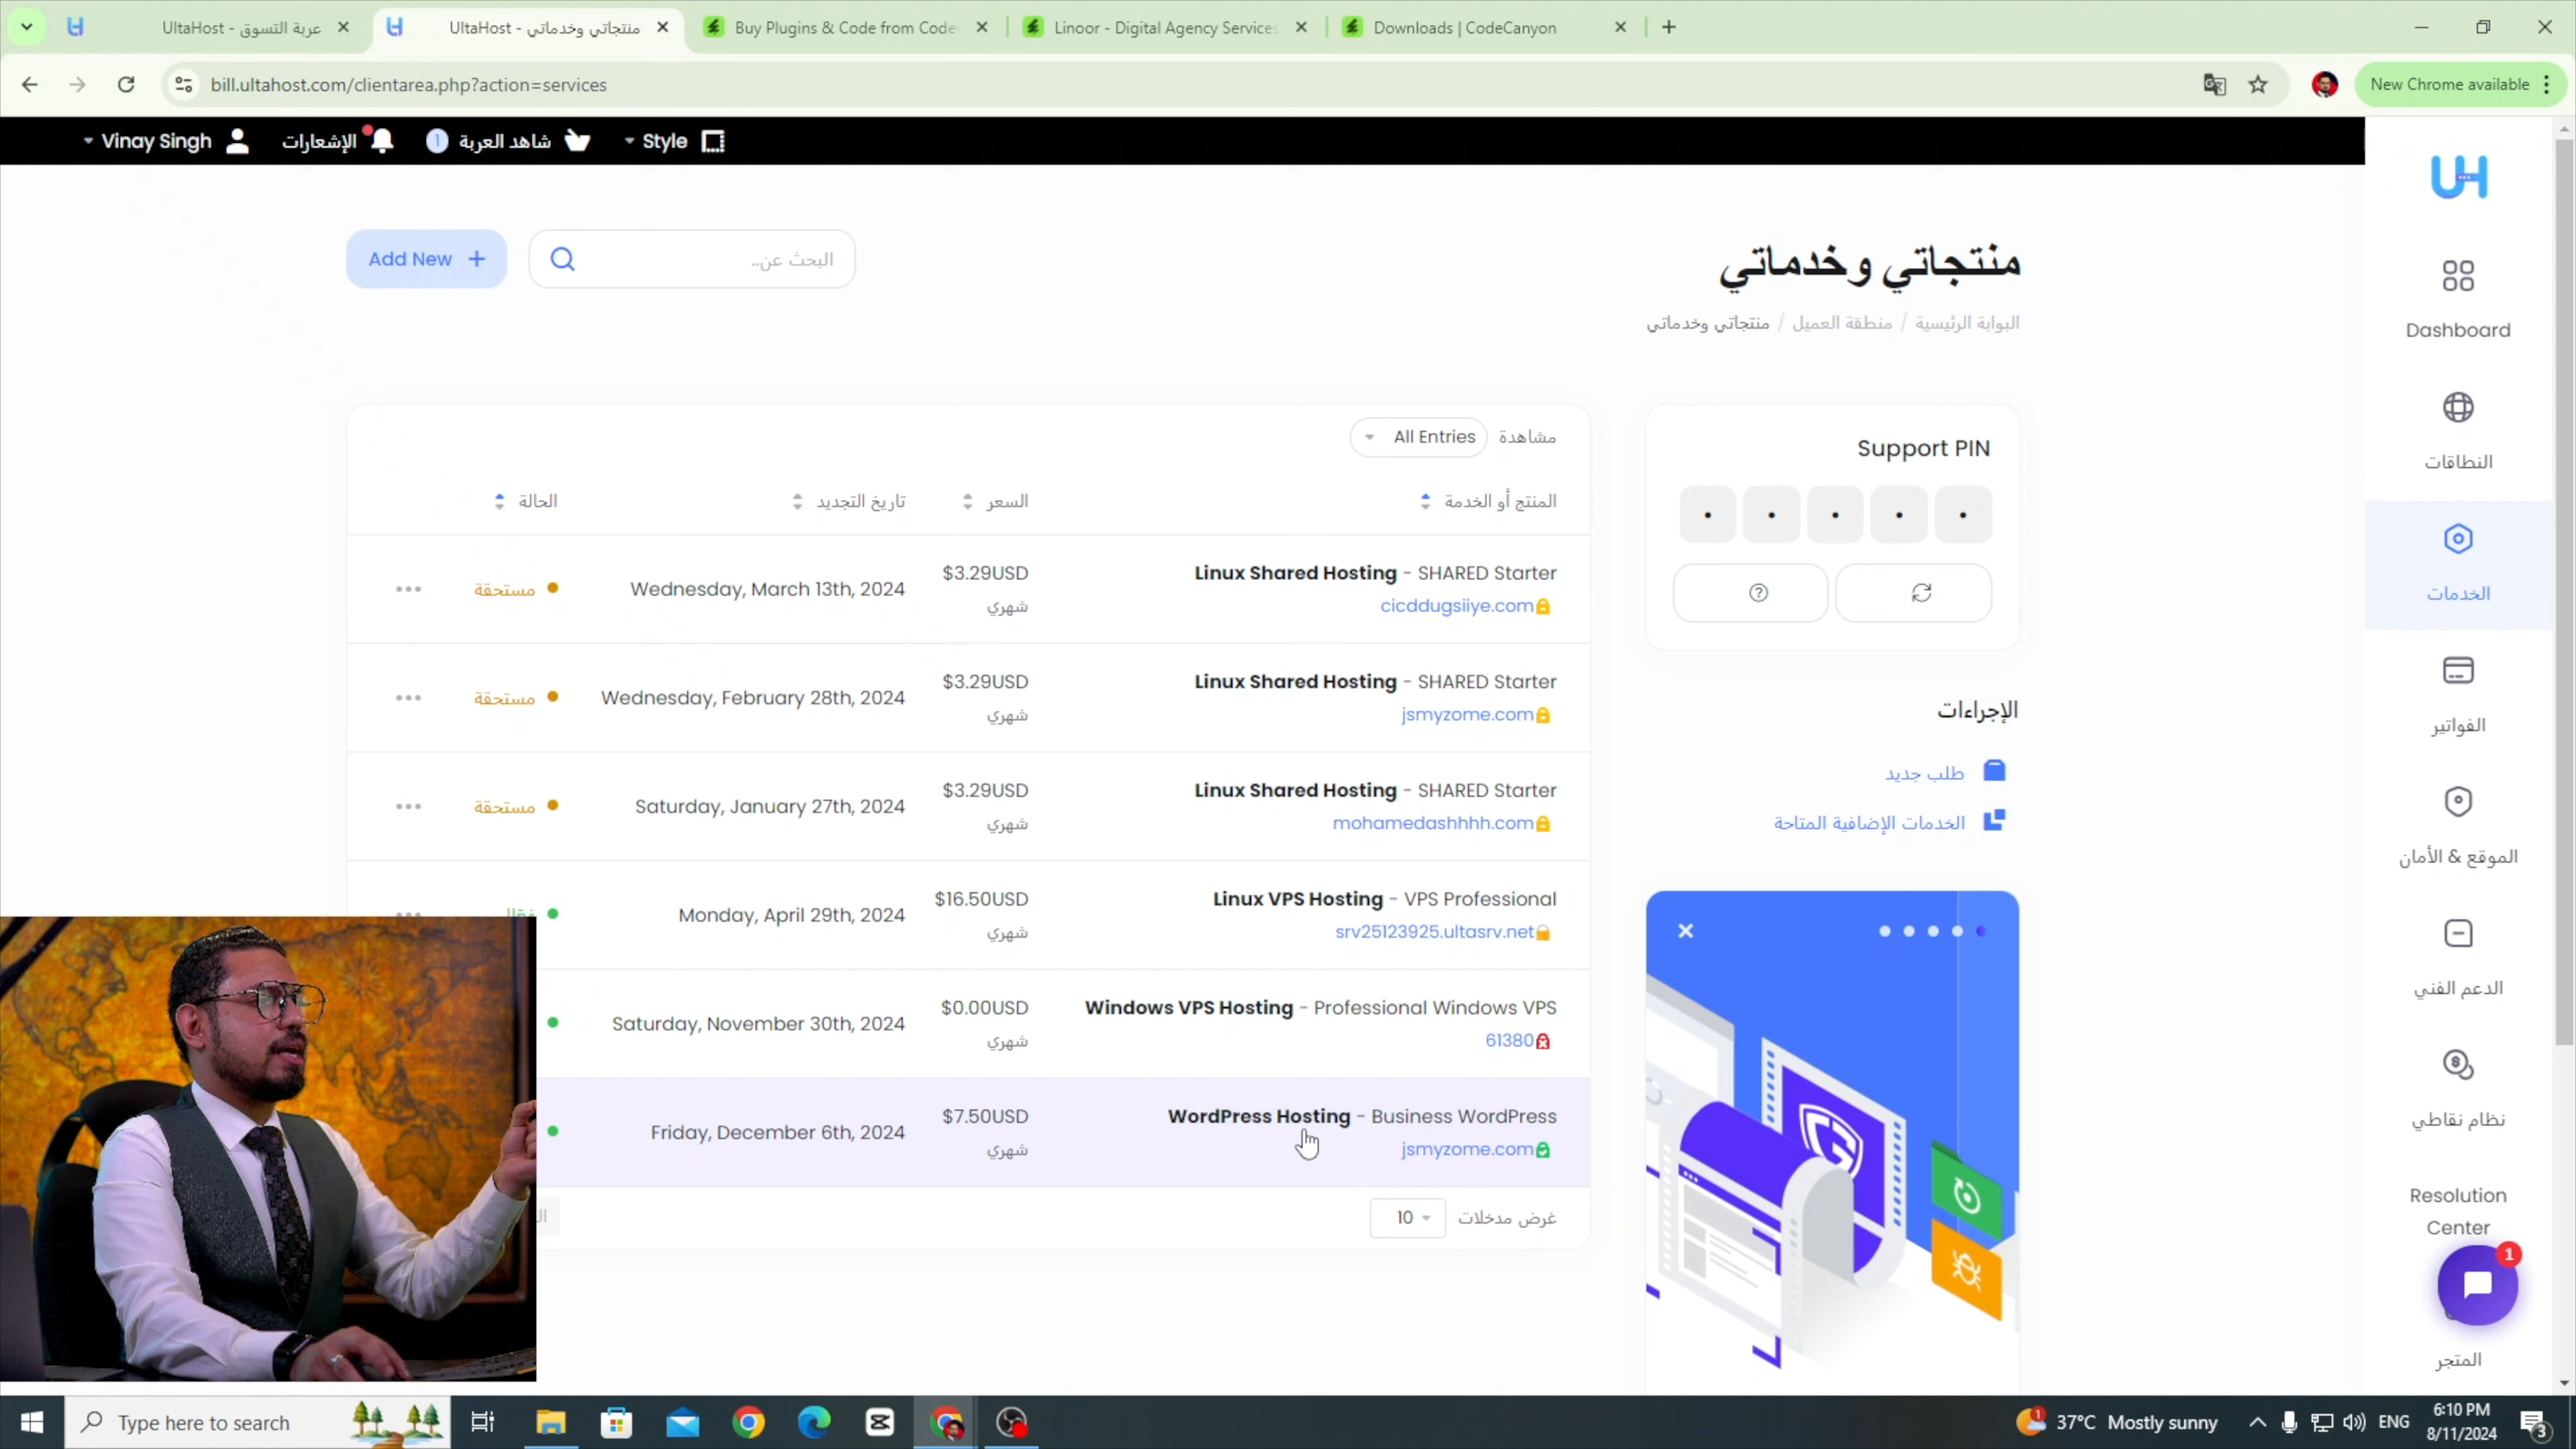 UltaHost - عربة التسوق
UltaHost - منتجاتي وخدماتي
Buy Plugins & Code from Code
Linoor - Digital Agency Services
Downloads | CodeCanyon
bill.ultahost.com/clientarea.php?action=services
New Chrome available
Vinay Singh
الإشعارات
1 شاهد العربة
Style
UH
Add New +
البحث عن..
منتجاتي وخدماتي
البوابة الرئيسية / منطقة العميل / منتجاتي وخدماتي
Dashboard
النطاقات
الخدمات
الفواتير
الموقع & الأمان
الدعم الفني
نظام نقاطي
Resolution
Center
1
المتجر
مشاهدة All Entries
المنتج أو الخدمة
السعر
تاريخ التجديد
الحالة
Linux Shared Hosting - SHARED Starter
cicddugsiiye.com
$3.29USD
شهري
Wednesday, March 13th, 2024
مستحقة
Linux Shared Hosting - SHARED Starter
jsmyzome.com
$3.29USD
شهري
Wednesday, February 28th, 2024
مستحقة
Linux Shared Hosting - SHARED Starter
mohamedashhhh.com
$3.29USD
شهري
Saturday, January 27th, 2024
مستحقة
Linux VPS Hosting - VPS Professional
srv25123925.ultasrv.net
$16.50USD
شهري
Monday, April 29th, 2024
Windows VPS Hosting - Professional Windows VPS
61380
$0.00USD
شهري
Saturday, November 30th, 2024
WordPress Hosting - Business WordPress
jsmyzome.com
$7.50USD
شهري
Friday, December 6th, 2024
عرض مدخلات 10
Support PIN
الإجراءات
طلب جديد
الخدمات الإضافية المتاحة
Type here to search
1
37°C Mostly sunny
ENG
6:10 PM
8/11/2024
3